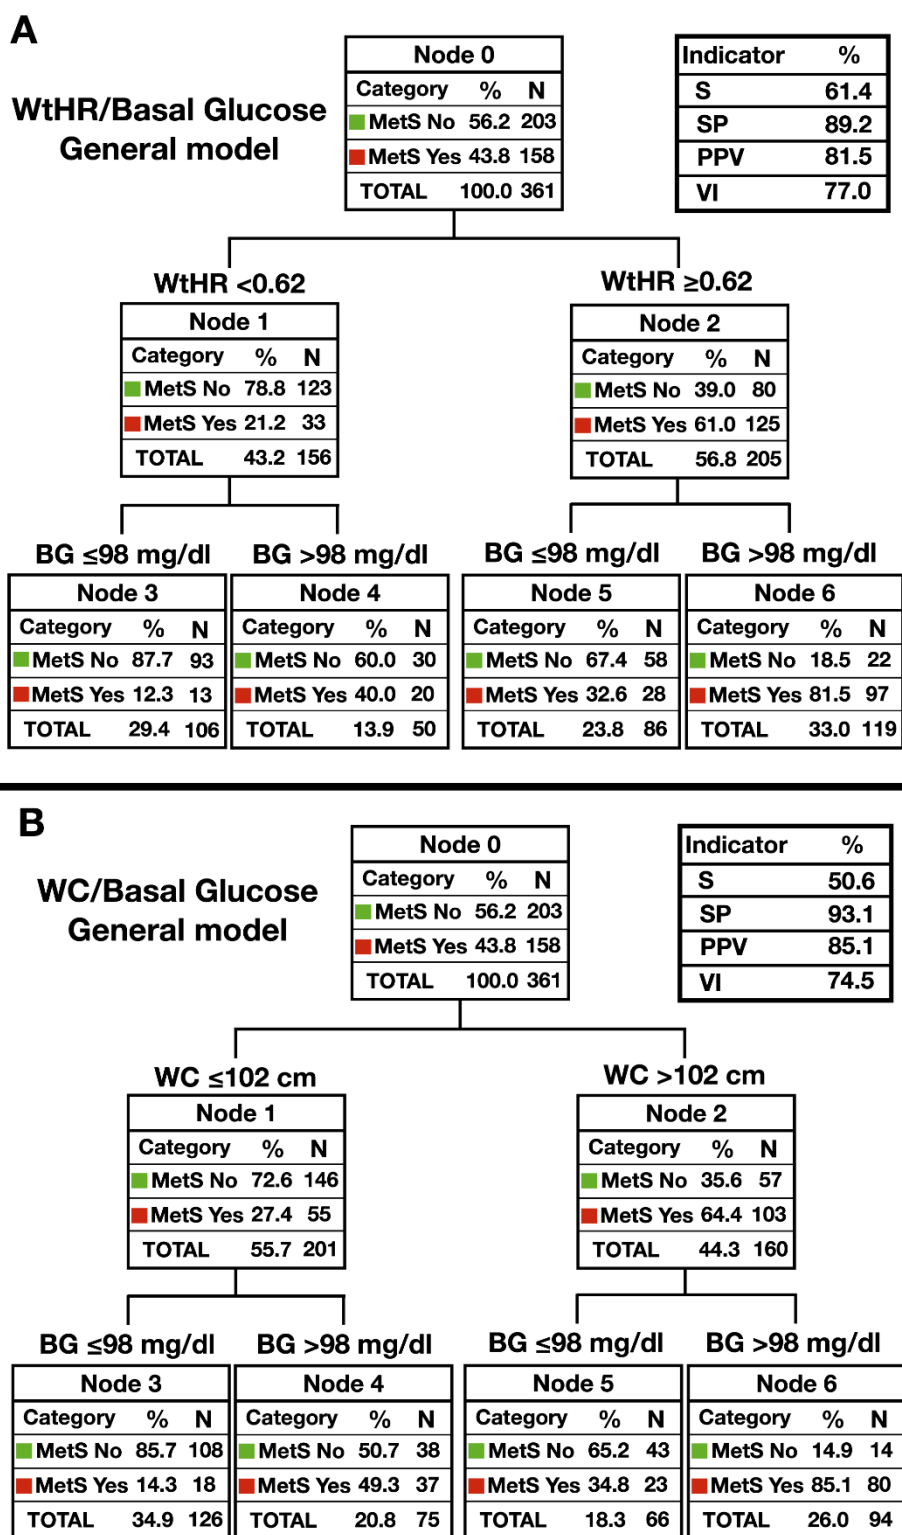 A
WtHR/Basal Glucose
General model
Node 0
Category % N
MetS No 56.2 203
MetS Yes 43.8 158
TOTAL 100.0 361
Indicator %
S 61.4
SP 89.2
PPV 81.5
VI 77.0
WtHR <0.62
Node 1
Category % N
MetS No 78.8 123
MetS Yes 21.2 33
TOTAL 43.2 156
WtHR ≥0.62
Node 2
Category % N
MetS No 39.0 80
MetS Yes 61.0 125
TOTAL 56.8 205
BG ≤98 mg/dl
Node 3
Category % N
MetS No 87.7 93
MetS Yes 12.3 13
TOTAL 29.4 106
BG >98 mg/dl
Node 4
Category % N
MetS No 60.0 30
MetS Yes 40.0 20
TOTAL 13.9 50
BG ≤98 mg/dl
Node 5
Category % N
MetS No 67.4 58
MetS Yes 32.6 28
TOTAL 23.8 86
BG >98 mg/dl
Node 6
Category % N
MetS No 18.5 22
MetS Yes 81.5 97
TOTAL 33.0 119
B
WC/Basal Glucose
General model
Node 0
Category % N
MetS No 56.2 203
MetS Yes 43.8 158
TOTAL 100.0 361
Indicator %
S 50.6
SP 93.1
PPV 85.1
VI 74.5
WC ≤102 cm
Node 1
Category % N
MetS No 72.6 146
MetS Yes 27.4 55
TOTAL 55.7 201
WC >102 cm
Node 2
Category % N
MetS No 35.6 57
MetS Yes 64.4 103
TOTAL 44.3 160
BG ≤98 mg/dl
Node 3
Category % N
MetS No 85.7 108
MetS Yes 14.3 18
TOTAL 34.9 126
BG >98 mg/dl
Node 4
Category % N
MetS No 50.7 38
MetS Yes 49.3 37
TOTAL 20.8 75
BG ≤98 mg/dl
Node 5
Category % N
MetS No 65.2 43
MetS Yes 34.8 23
TOTAL 18.3 66
BG >98 mg/dl
Node 6
Category % N
MetS No 14.9 14
MetS Yes 85.1 80
TOTAL 26.0 94